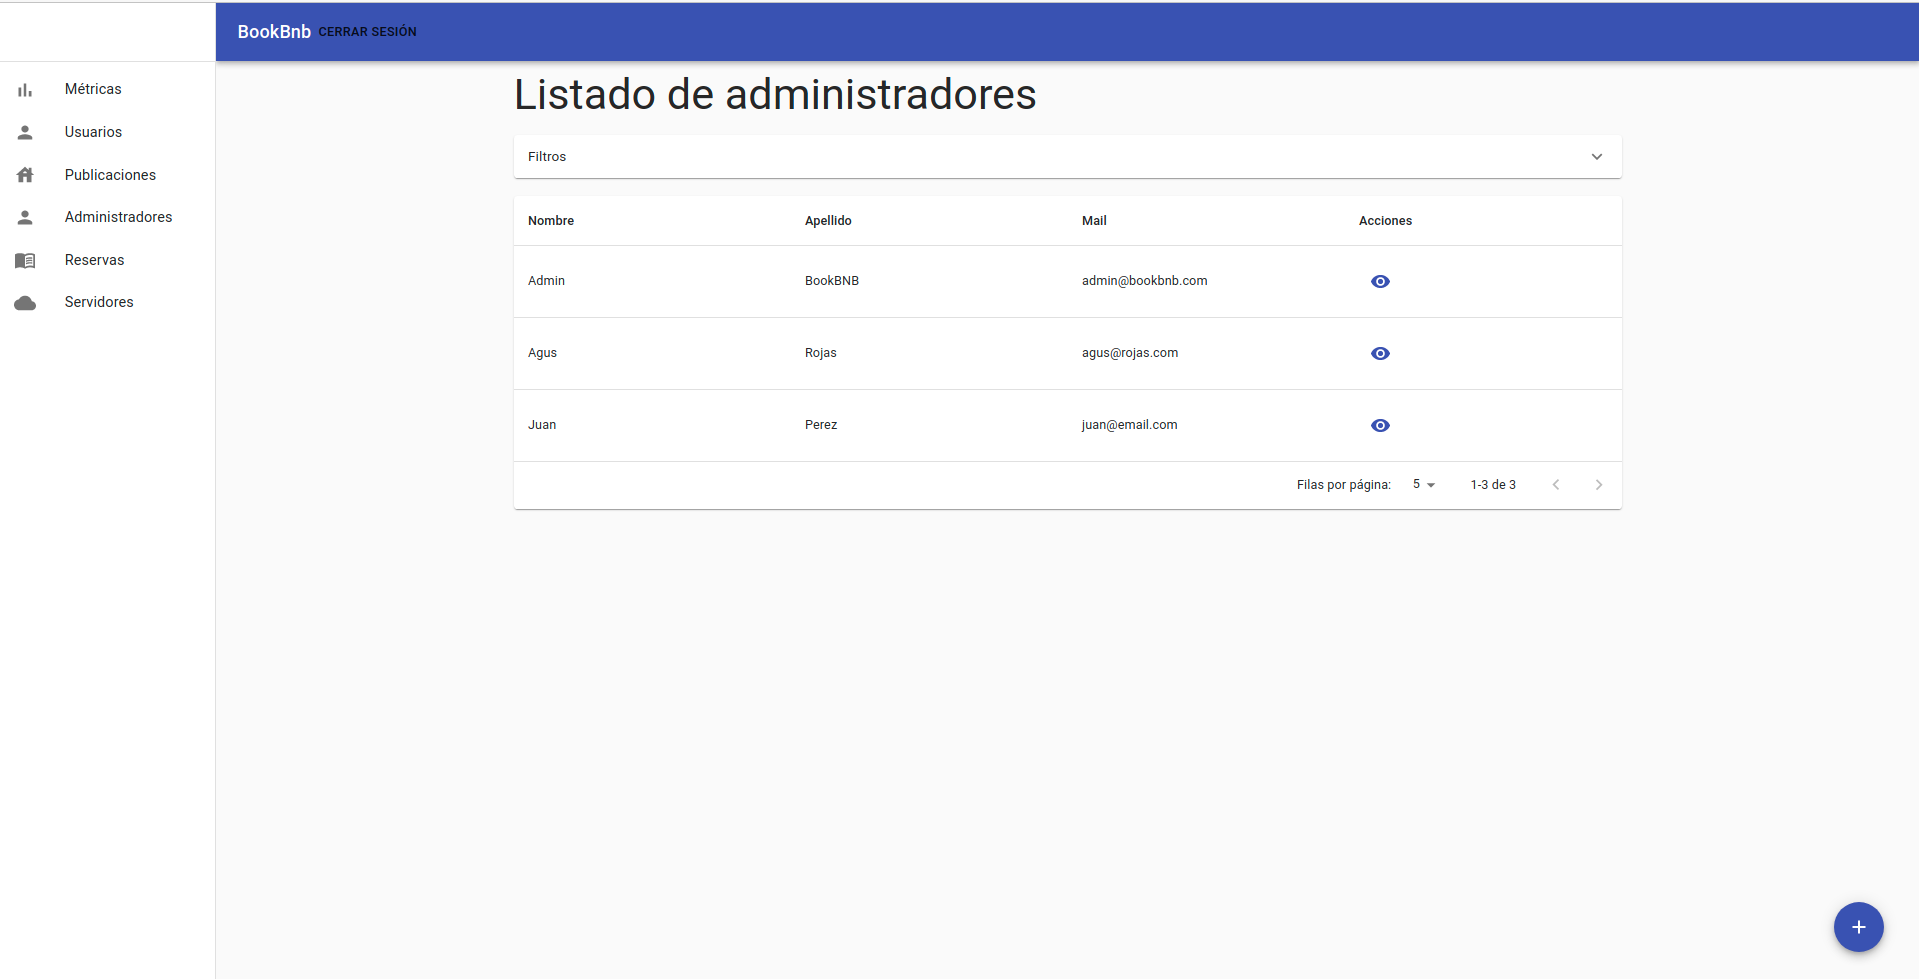 BookBnb CERRAR SESIÓN
Métricas
Usuarios
Publicaciones
Administradores
Reservas
Servidores
Listado de administradores
Filtros
Nombre Apellido Mail Acciones
Admin BookBNB admin@bookbnb.com
Agus Rojas agus@rojas.com
Juan Perez juan@email.com
Filas por página: 5 1-3 de 3